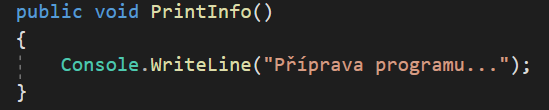 public void PrintInfo()
{
    Console.WriteLine("Příprava programu...");
}